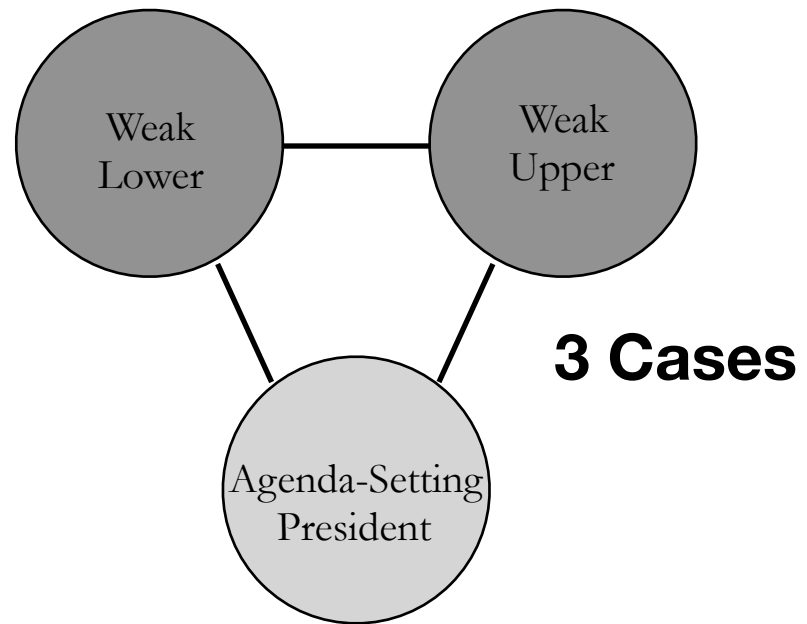 Weak
Lower
Weak
Upper
3 Cases
Agenda-Setting
President